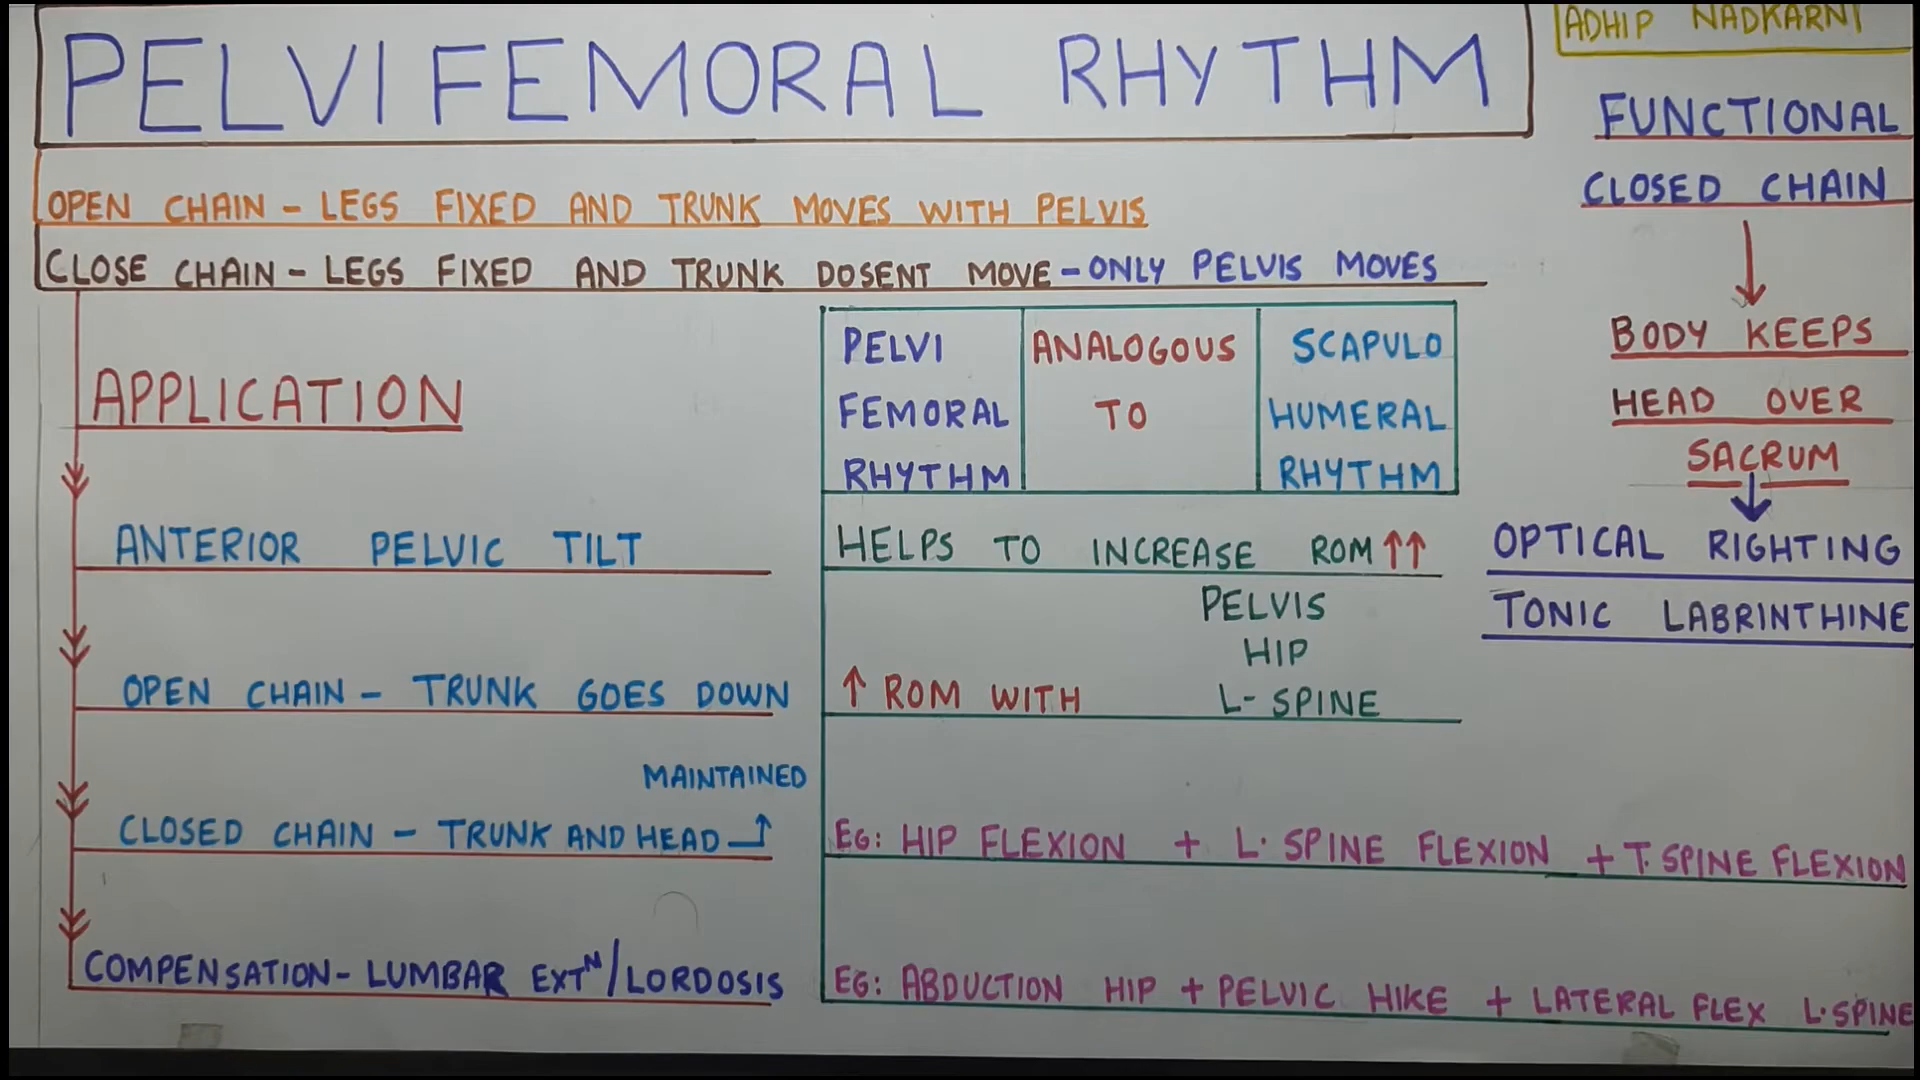 PELVIFEMORAL RHYTHM
ADHIP NADKARNI
OPEN CHAIN - LEGS FIXED AND TRUNK MOVES WITH PELVIS
CLOSE CHAIN - LEGS FIXED AND TRUNK DOSENT MOVE - ONLY PELVIS MOVES
APPLICATION
ANTERIOR PELVIC TILT
OPEN CHAIN - TRUNK GOES DOWN
MAINTAINED
CLOSED CHAIN - TRUNK AND HEAD ↑
COMPENSATION - LUMBAR EXTᴺ/LORDOSIS
PELVI
FEMORAL
RHYTHM
ANALOGOUS
TO
SCAPULO
HUMERAL
RHYTHM
HELPS TO INCREASE ROM ↑↑
PELVIS
HIP
↑ ROM WITH L-SPINE
EG: HIP FLEXION + L. SPINE FLEXION + T. SPINE FLEXION
EG: ABDUCTION HIP + PELVIC HIKE + LATERAL FLEX L.SPINE
FUNCTIONAL
CLOSED CHAIN
↓
BODY KEEPS
HEAD OVER
SACRUM
↓
OPTICAL RIGHTING
TONIC LABRINTHINE